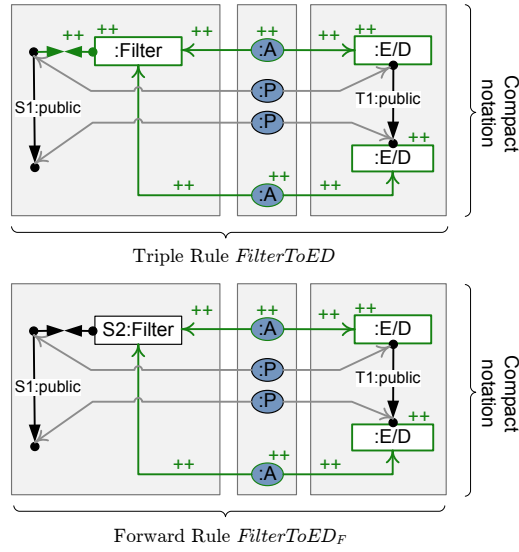 ++ ++ ++ ++ ++ ++
:Filter :A :E/D
:P
S1:public T1:public
:P
++ ++
:E/D
++ ++
:A
Compact notation
Triple Rule FilterToED
++ ++ ++ ++
S2:Filter :A :E/D
:P
S1:public T1:public
:P
++ ++
:E/D
++ ++
:A
Compact notation
Forward Rule FilterToED_F